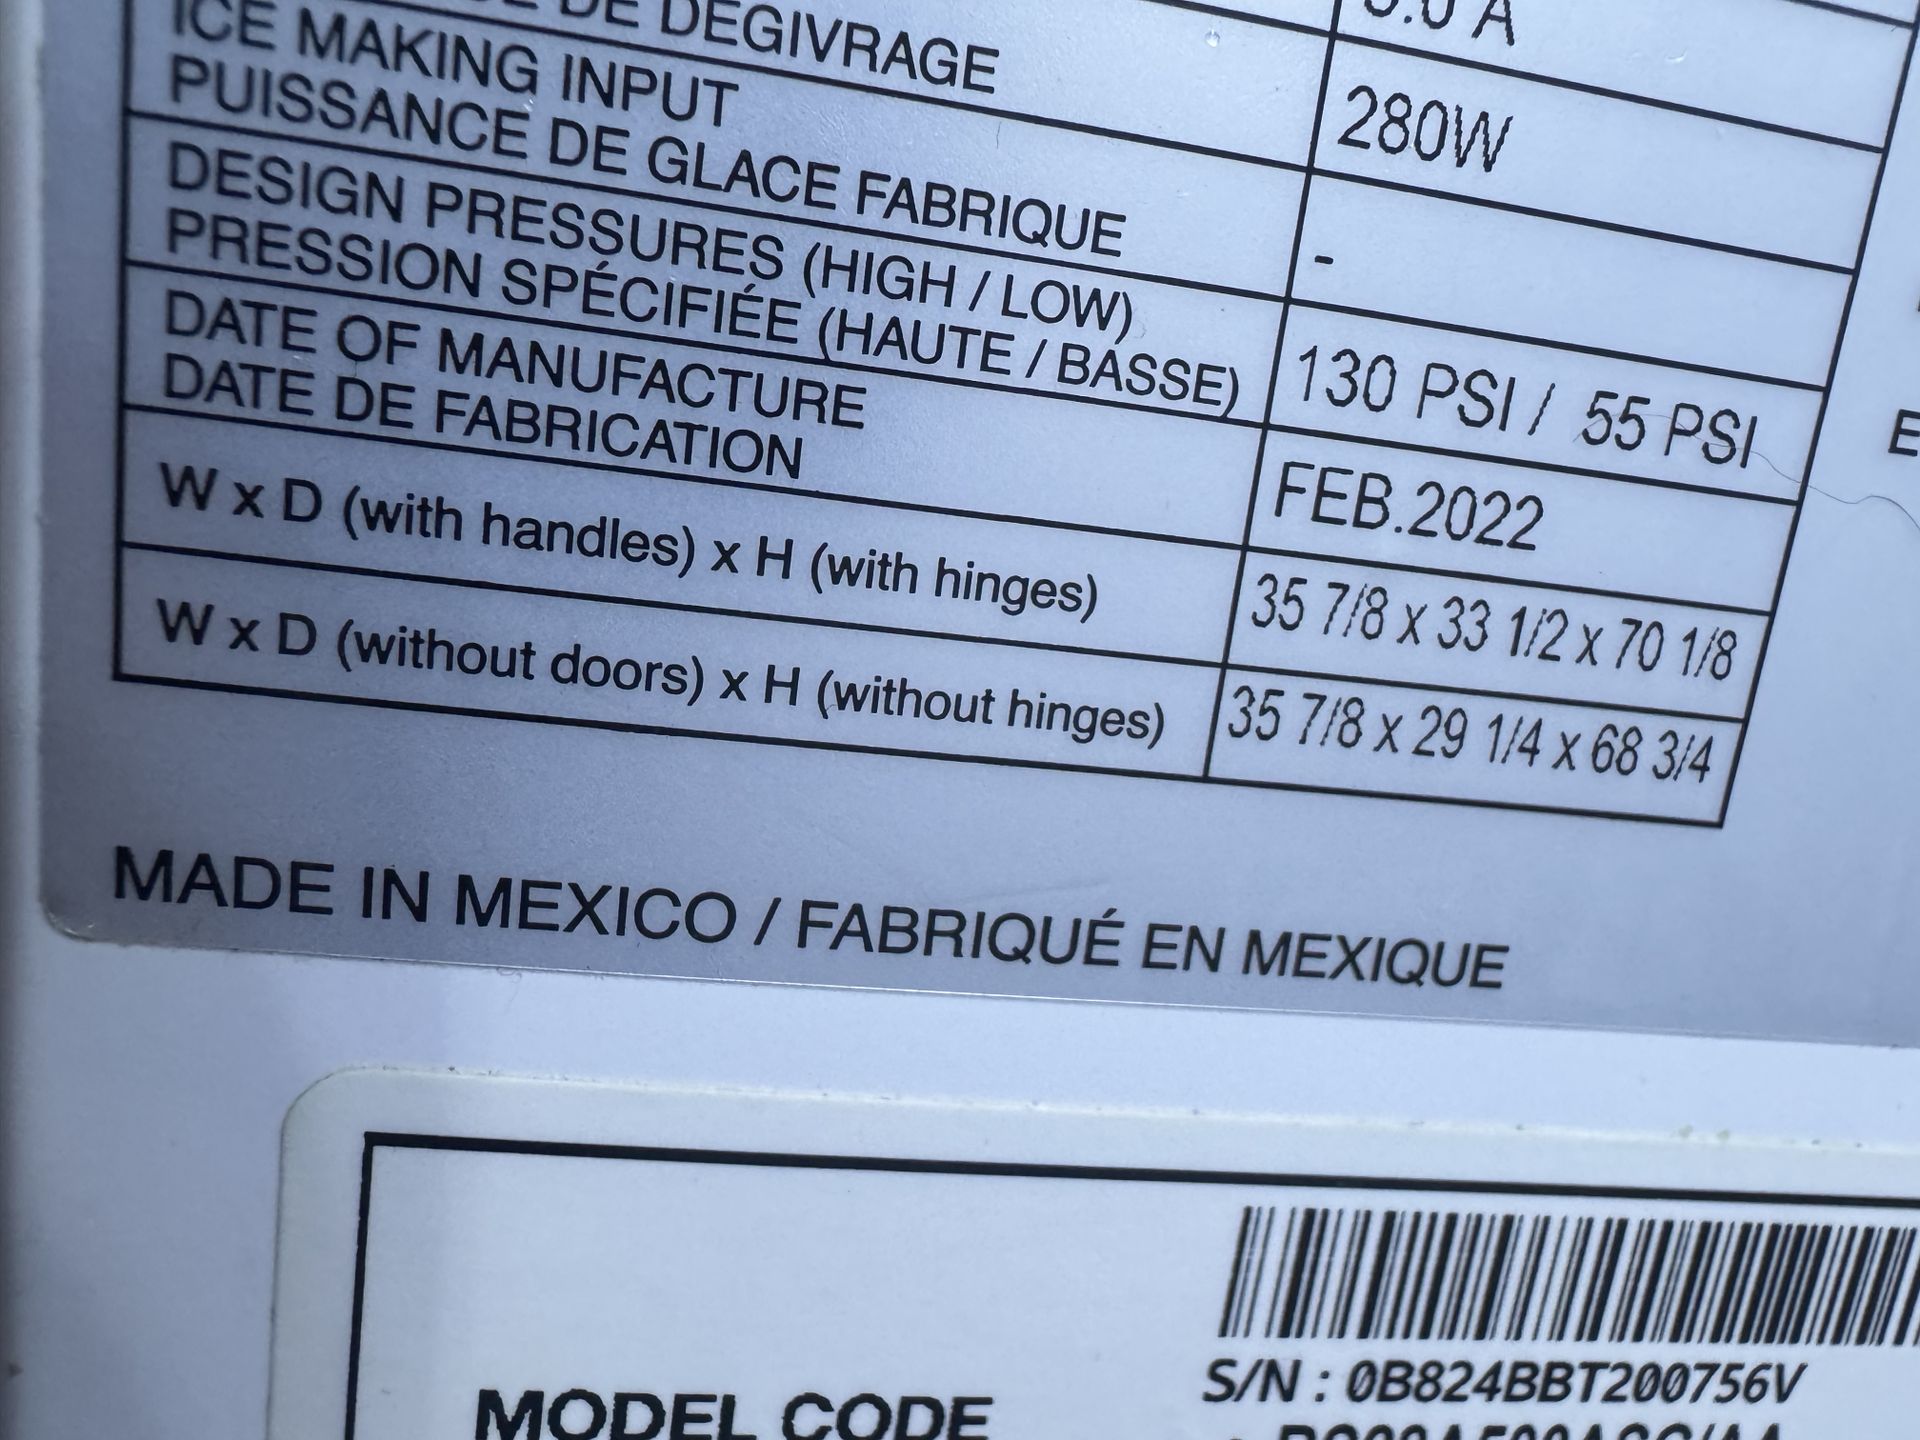 DE DÉGIVRAGE
280W
ICE MAKING INPUT
PUISSANCE DE GLACE FABRIQUE
-
DESIGN PRESSURES (HIGH / LOW)
PRESSION SPÉCIFIÉE (HAUTE / BASSE)
130 PSI / 55 PSI
DATE OF MANUFACTURE
DATE DE FABRICATION
FEB.2022
W x D (with handles) x H (with hinges)
35 7/8 x 33 1/2 x 70 1/8
W x D (without doors) x H (without hinges)
35 7/8 x 29 1/4 x 68 3/4
MADE IN MEXICO / FABRIQUÉ EN MEXIQUE
S/N : 0B824BBT200756V
MODEL CODE